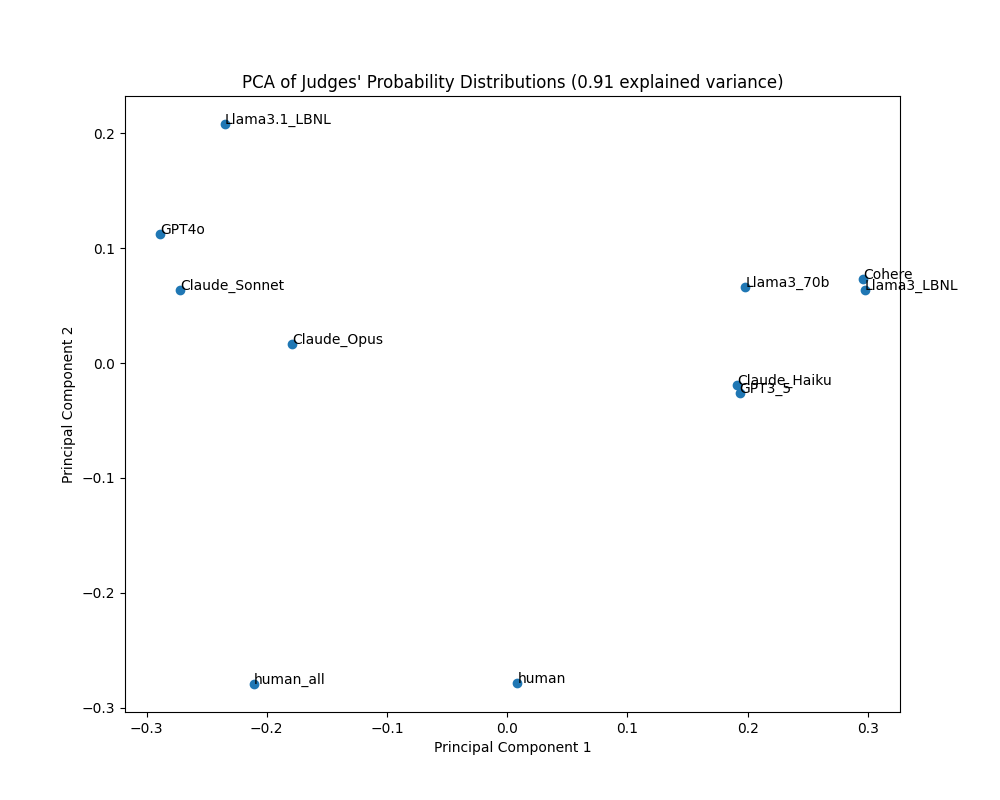 PCA of Judges' Probability Distributions (0.91 explained variance)
Principal Component 2
0.2
0.1
0.0
−0.1
−0.2
−0.3
Llama3.1_LBNL
GPT4o
Claude_Sonnet
Claude_Opus
Cohere
Llama3_70b
Llama3_LBNL
Claude_Haiku
GPT3_5
human_all
human
−0.3
−0.2
−0.1
0.0
0.1
0.2
0.3
Principal Component 1